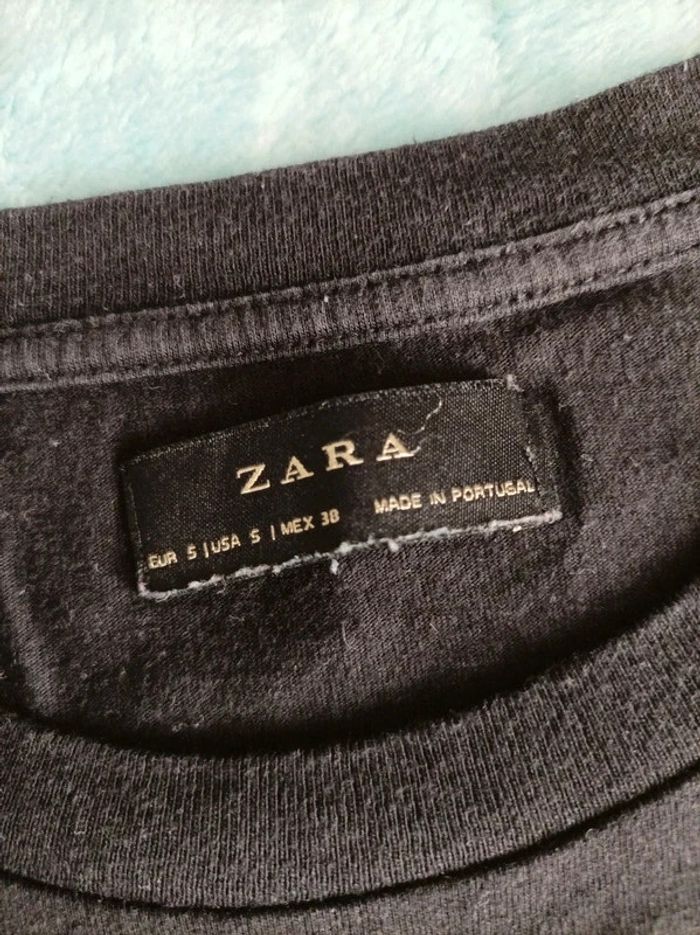 ZARA
EUR S | USA S | MEX 38 MADE IN PORTUGAL